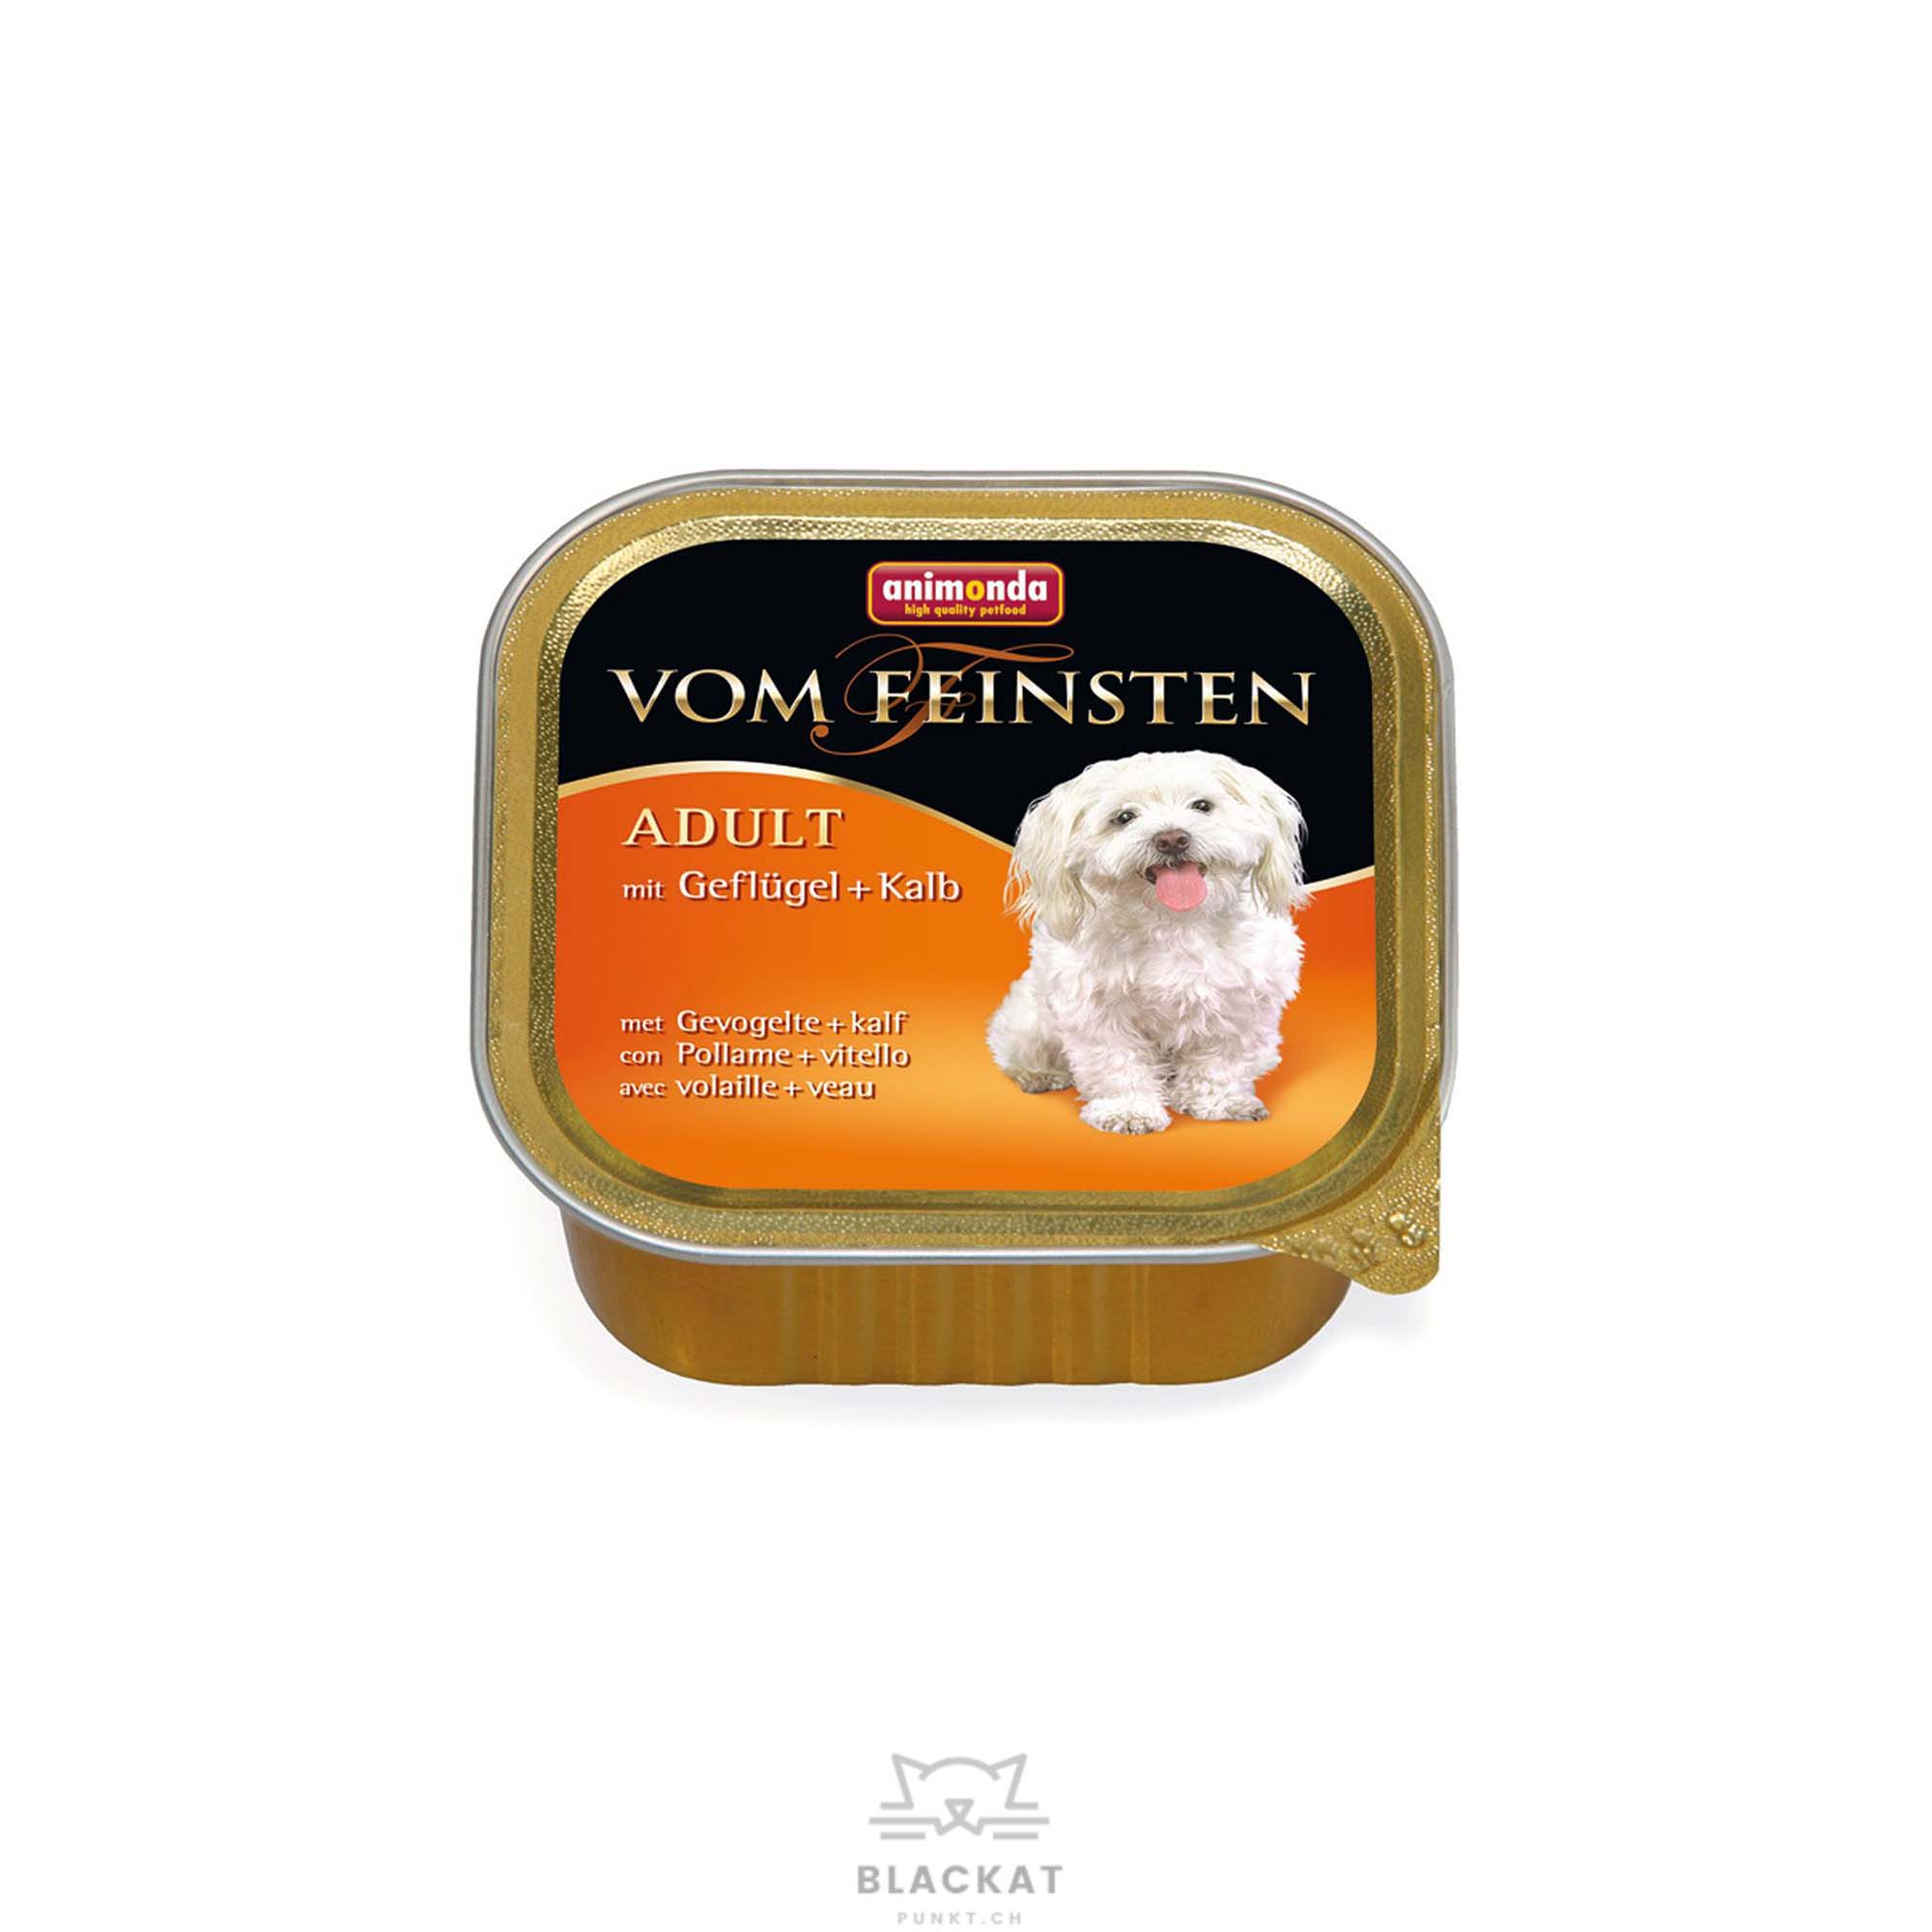 animonda
high quality petfood
VOM FEINSTEN
ADULT
mit Geflügel + Kalb
met Gevogelte + kalf
con Pollame + vitello
avec volaille + veau
BLACKAT
PUNKT.CH